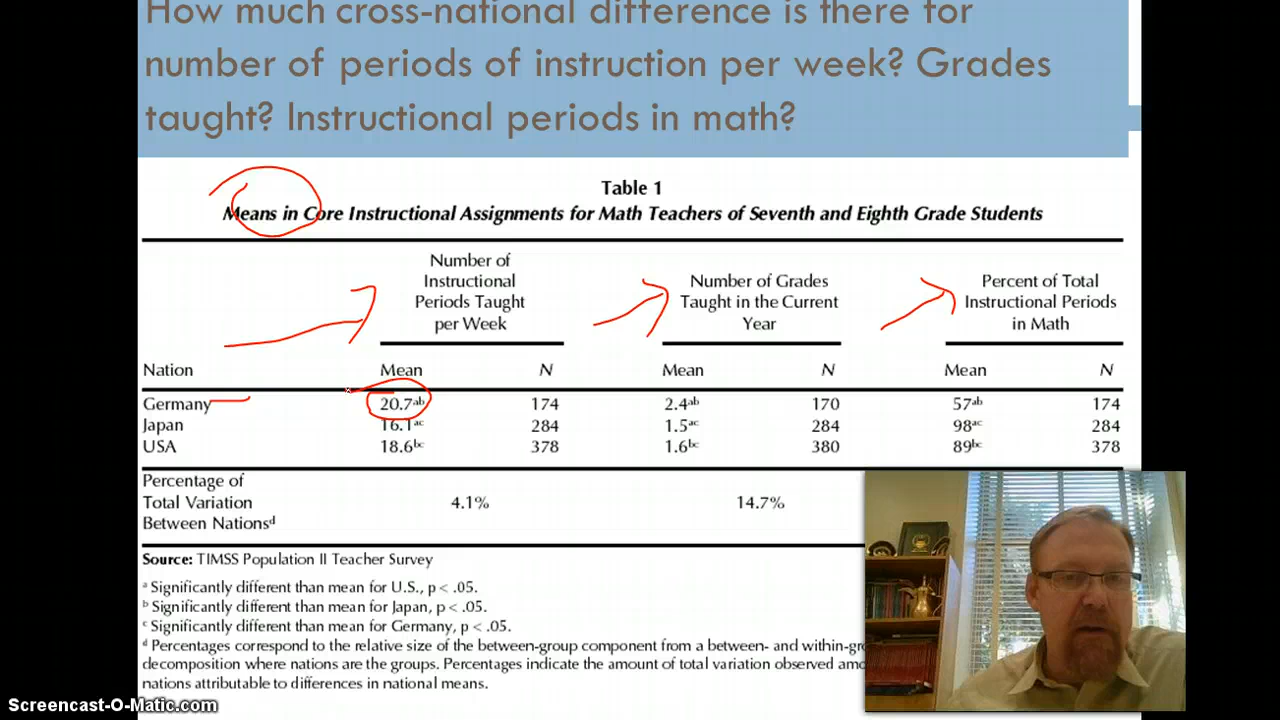 How much cross-national difference is there for
number of periods of instruction per week? Grades
taught? Instructional periods in math?
Table 1
Means in Core Instructional Assignments for Math Teachers of Seventh and Eighth Grade Students
Number of Instructional Periods Taught per Week
Number of Grades Taught in the Current Year
Percent of Total Instructional Periods in Math
Nation Mean N Mean N Mean N
Germany 20.7ᵃᵇ 174 2.4ᵃᵇ 170 57ᵃᵇ 174
Japan 16.1ᵃᶜ 284 1.5ᵃᶜ 284 98ᵃᶜ 284
USA 18.6ᵇᶜ 378 1.6ᵇᶜ 380 89ᵇᶜ 378
Percentage of
Total Variation 4.1% 14.7%
Between Nationsᵈ
Source: TIMSS Population II Teacher Survey
ᵃ Significantly different than mean for U.S., p < .05.
ᵇ Significantly different than mean for Japan, p < .05.
ᶜ Significantly different than mean for Germany, p < .05.
ᵈ Percentages correspond to the relative size of the between-group component from a between- and within-
decomposition where nations are the groups. Percentages indicate the amount of total variation observed
nations attributable to differences in national means.
Screencast-O-Matic.com